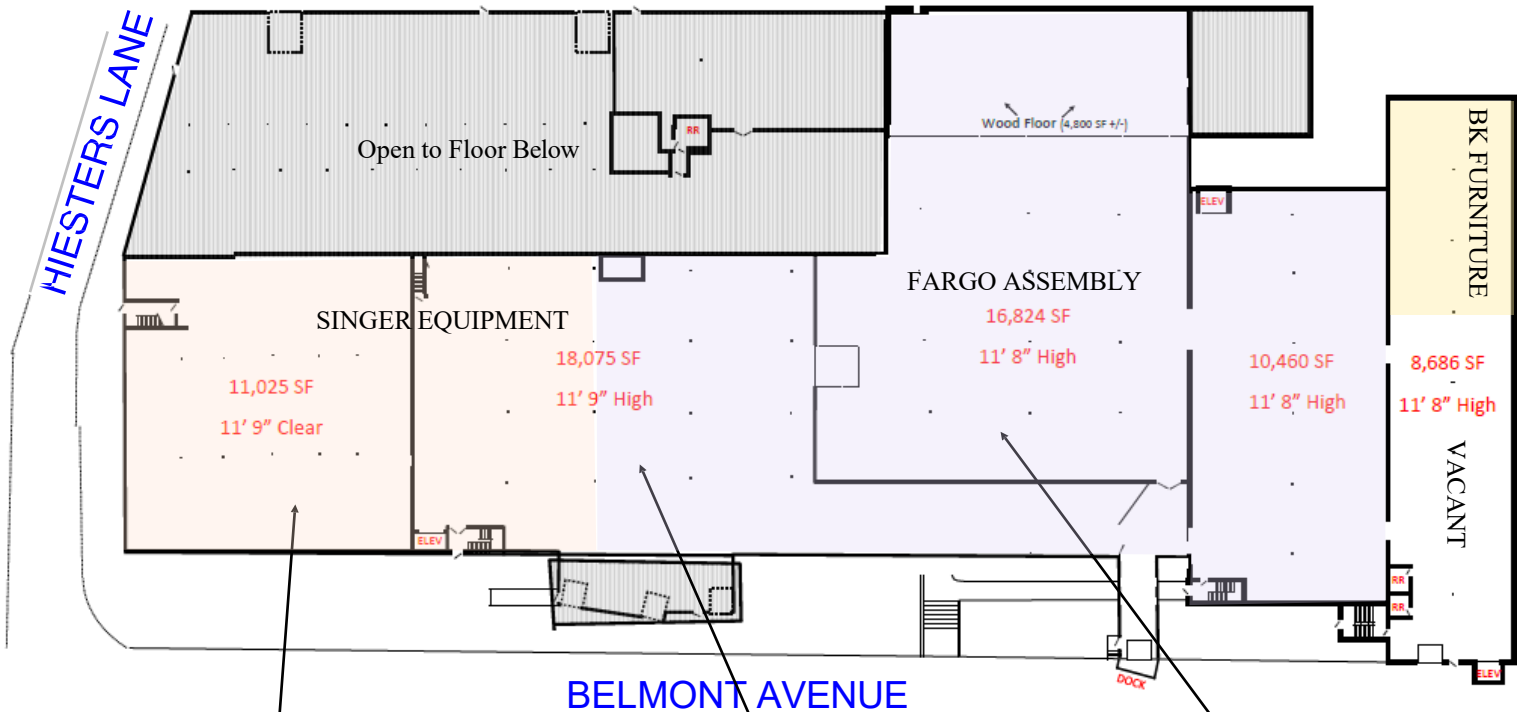 HIESTERS LANE
Open to Floor Below
RR
Wood Floor (4,800 SF +/-)
BK FURNITURE
ELEV
SINGER EQUIPMENT
FARGO ASSEMBLY
16,824 SF
11’ 8” High
18,075 SF
11’ 9” High
11,025 SF
11’ 9” Clear
10,460 SF
11’ 8” High
8,686 SF
11’ 8” High
VACANT
ELEV
RR
RR
DOCK
ELEV
BELMONT AVENUE